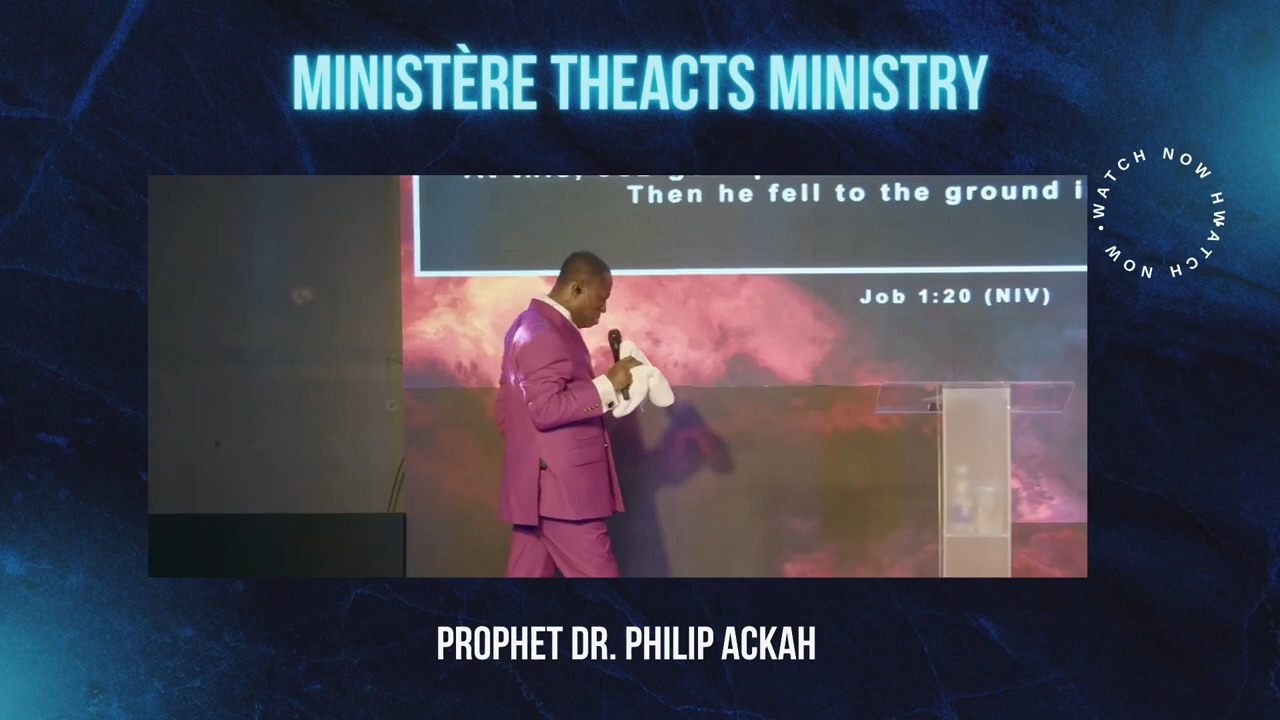 MINISTÈRE THEACTS MINISTRY
WATCH NOW
WATCH NOW
Then he fell to the ground
Job 1:20 (NIV)
PROPHET DR. PHILIP ACKAH